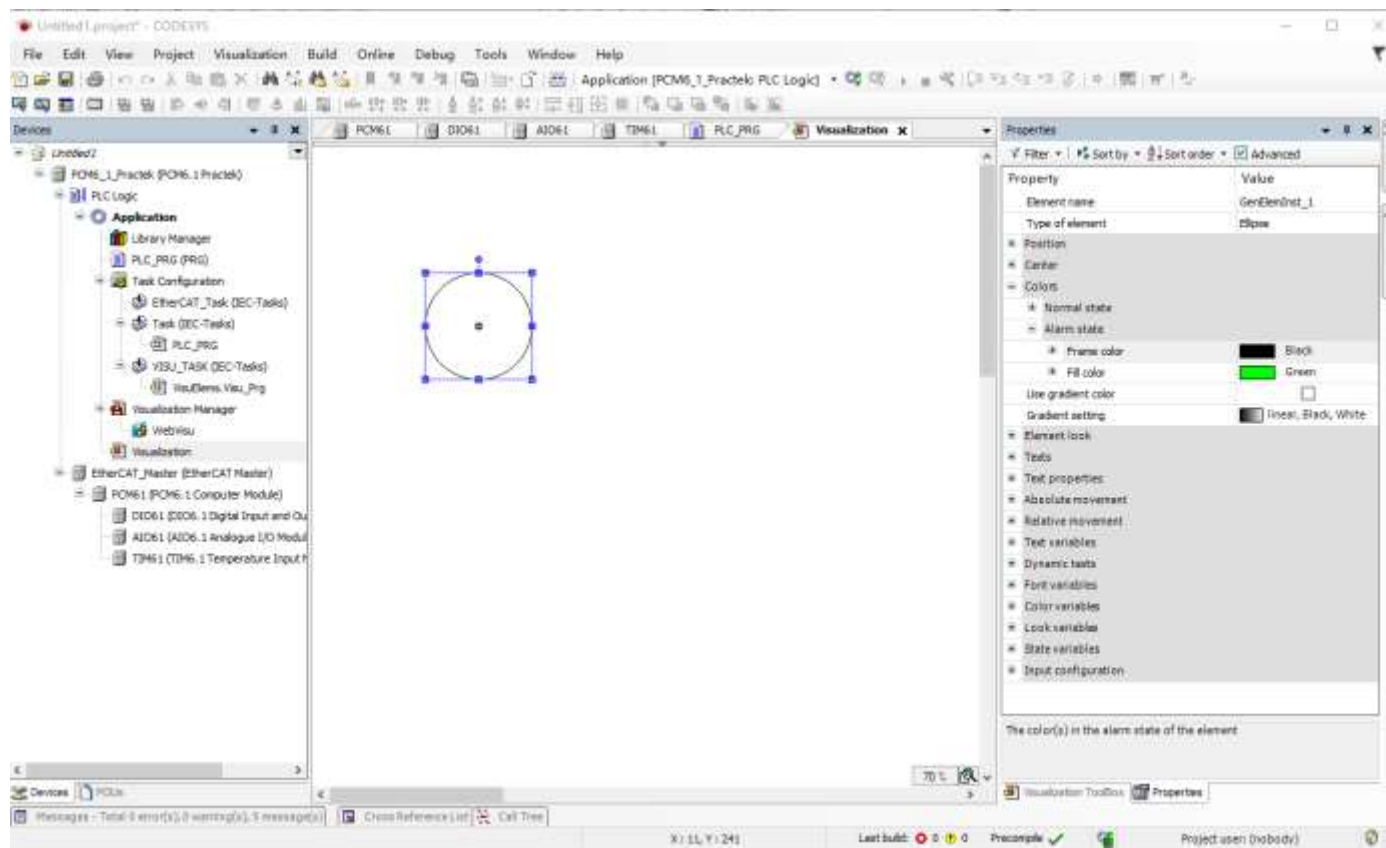 Untitled1.project* - CODESYS
File Edit View Project Visualization Build Online Debug Tools Window Help
Application [PCM6_1_Practek: PLC Logic]
Devices
PCM61 DIO61 AIO61 TIM61 PLC_PRG Visualization
Properties
Filter Sort by Sort order Advanced
Property Value
Element name GenElemInst_1
Type of element Ellipse
Position
Center
Colors
Normal state
Alarm state
Frame color Black
Fill color Green
Use gradient color
Gradient setting linear, Black, White
Element look
Texts
Text properties
Absolute movement
Relative movement
Text variables
Dynamic texts
Font variables
Color variables
Look variables
State variables
Input configuration
The color(s) in the alarm state of the element
Visualization ToolBox Properties
Untitled1
PCM6_1_Practek (PCM6.1 Practek)
PLC Logic
Application
Library Manager
PLC_PRG (PRG)
Task Configuration
EtherCAT_Task (IEC-Tasks)
Task (IEC-Tasks)
PLC_PRG
VISU_TASK (IEC-Tasks)
VisuElems.Visu_Prg
Visualization Manager
WebVisu
Visualization
EtherCAT_Master (EtherCAT Master)
PCM61 (PCM6.1 Computer Module)
DIO61 (DIO6.1 Digital Input and Ou
AIO61 (AIO6.1 Analogue I/O Modul
TIM61 (TIM6.1 Temperature Input M
70 %
Devices POUs
Messages - Total 0 error(s), 0 warning(s), 5 message(s) Cross Reference List Call Tree
X: 11, Y: 241 Last build: 0 0 Precompile Project user: (nobody)